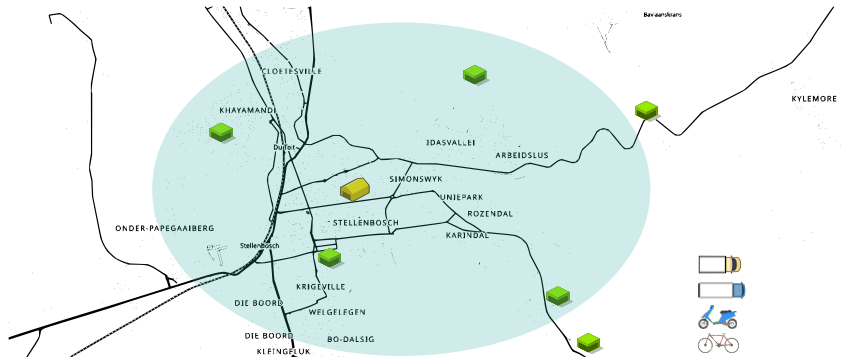 Baviaanskrans
CLOETESVILLE
KYLEMORE
KHAYAMANDI
IDASVALLEI
Du Toit
ARBEIDSLUS
SIMONSWYK
UNIEPARK
ROZENDAL
STELLENBOSCH
ONDER-PAPEGAAIBERG
KARINDAL
Stellenbosch
KRIGEVILLE
DIE BOORD
WELGELEGEN
DIE BOORD
BO-DALSIG
KLEINGELUK